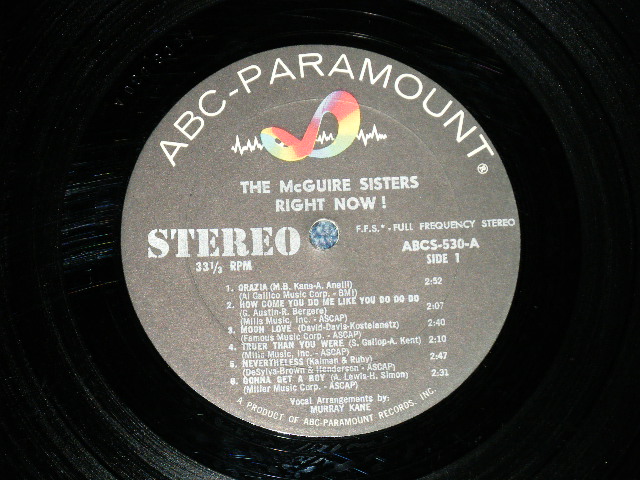 ABC-PARAMOUNT®
THE McGUIRE SISTERS
RIGHT NOW!
STEREO
33 1/3 RPM
F.F.S.* - FULL FREQUENCY STEREO
ABCS-530-A
SIDE 1
1. GRAZIA (M.B. Kane-A. Anelli) 2:52
(Al Gallico Music Corp. - BMI)
2. HOW COME YOU DO ME LIKE YOU DO DO DO
(G. Austin-R. Bergere) 2:07
(Mills Music, Inc. - ASCAP)
3. MOON LOVE (David-Davis-Kostelanetz) 2:40
(Famous Music Corp. - ASCAP)
4. TRUER THAN YOU WERE (S. Gallop-A. Kent) 2:10
(Mills Music, Inc. - ASCAP)
5. NEVERTHELESS (Kalman & Ruby) 2:47
(DeSylva-Brown & Henderson - ASCAP)
6. GONNA GET A BOY (A. Lewis-H. Simon) 2:31
(Miller Music Corp. - ASCAP)
Vocal Arrangements by:
MURRAY KANE
A PRODUCT OF ABC-PARAMOUNT RECORDS, INC.